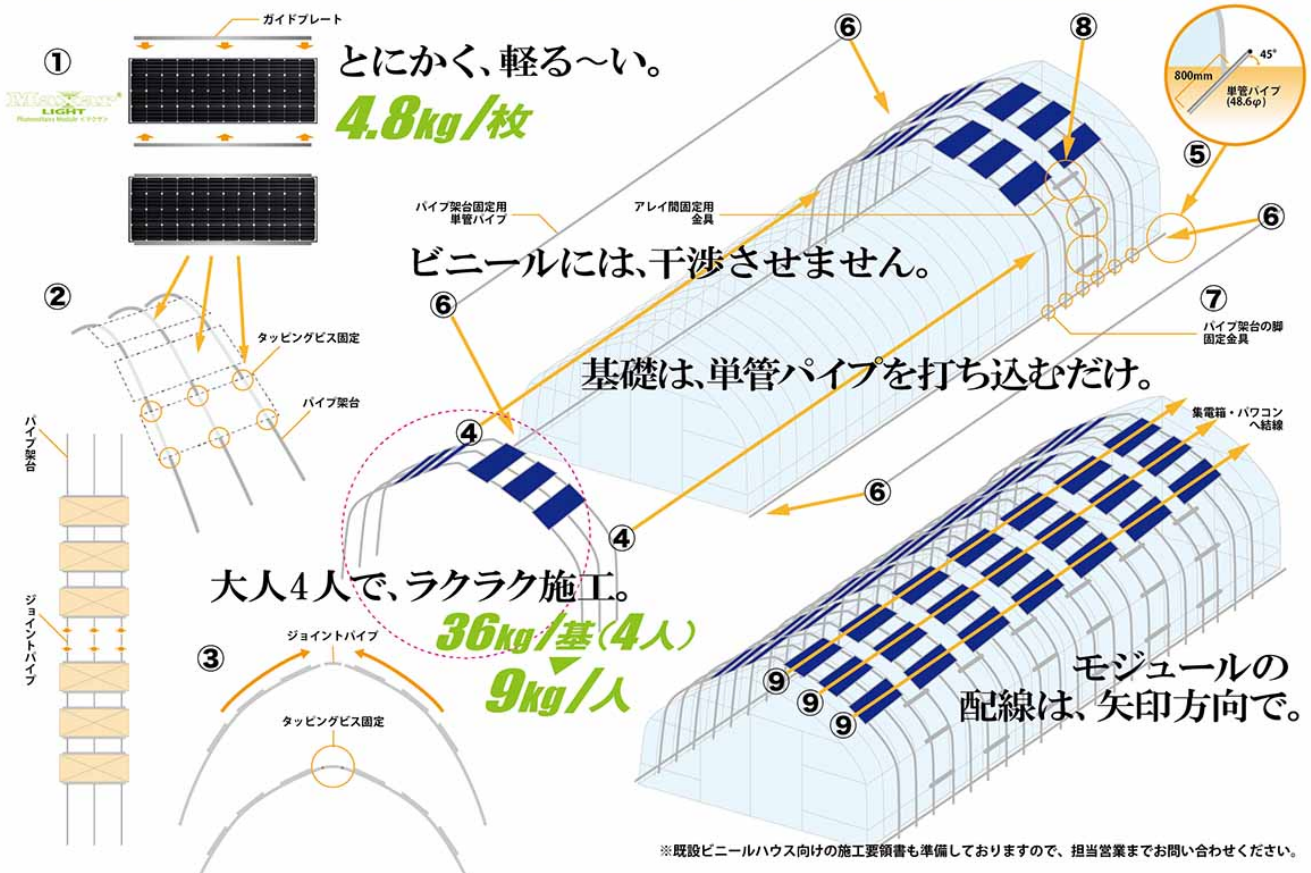 ガイドプレート
①
とにかく、軽る〜い。
4.8kg/枚
LIGHT
②
タッピングビス固定
パイプ架台
パイプ架台
ジョイントパイプ
③
ジョイントパイプ
タッピングビス固定
⑥
⑧
800mm
45°
単管パイプ
(48.6φ)
⑤
⑥
パイプ架台固定用
単管パイプ
アレイ間固定用
金具
ビニールには、干渉させません。
⑥
⑦
パイプ架台の脚
固定金具
基礎は、単管パイプを打ち込むだけ。
⑥
④
④
⑥
大人4人で、ラクラク施工。
36kg/基(4人)
9kg/人
集電箱・パワコン
へ結線
⑨
⑨
⑨
モジュールの
配線は、矢印方向で。
※既設ビニールハウス向けの施工要領書も準備しておりますので、担当営業までお問い合わせください。